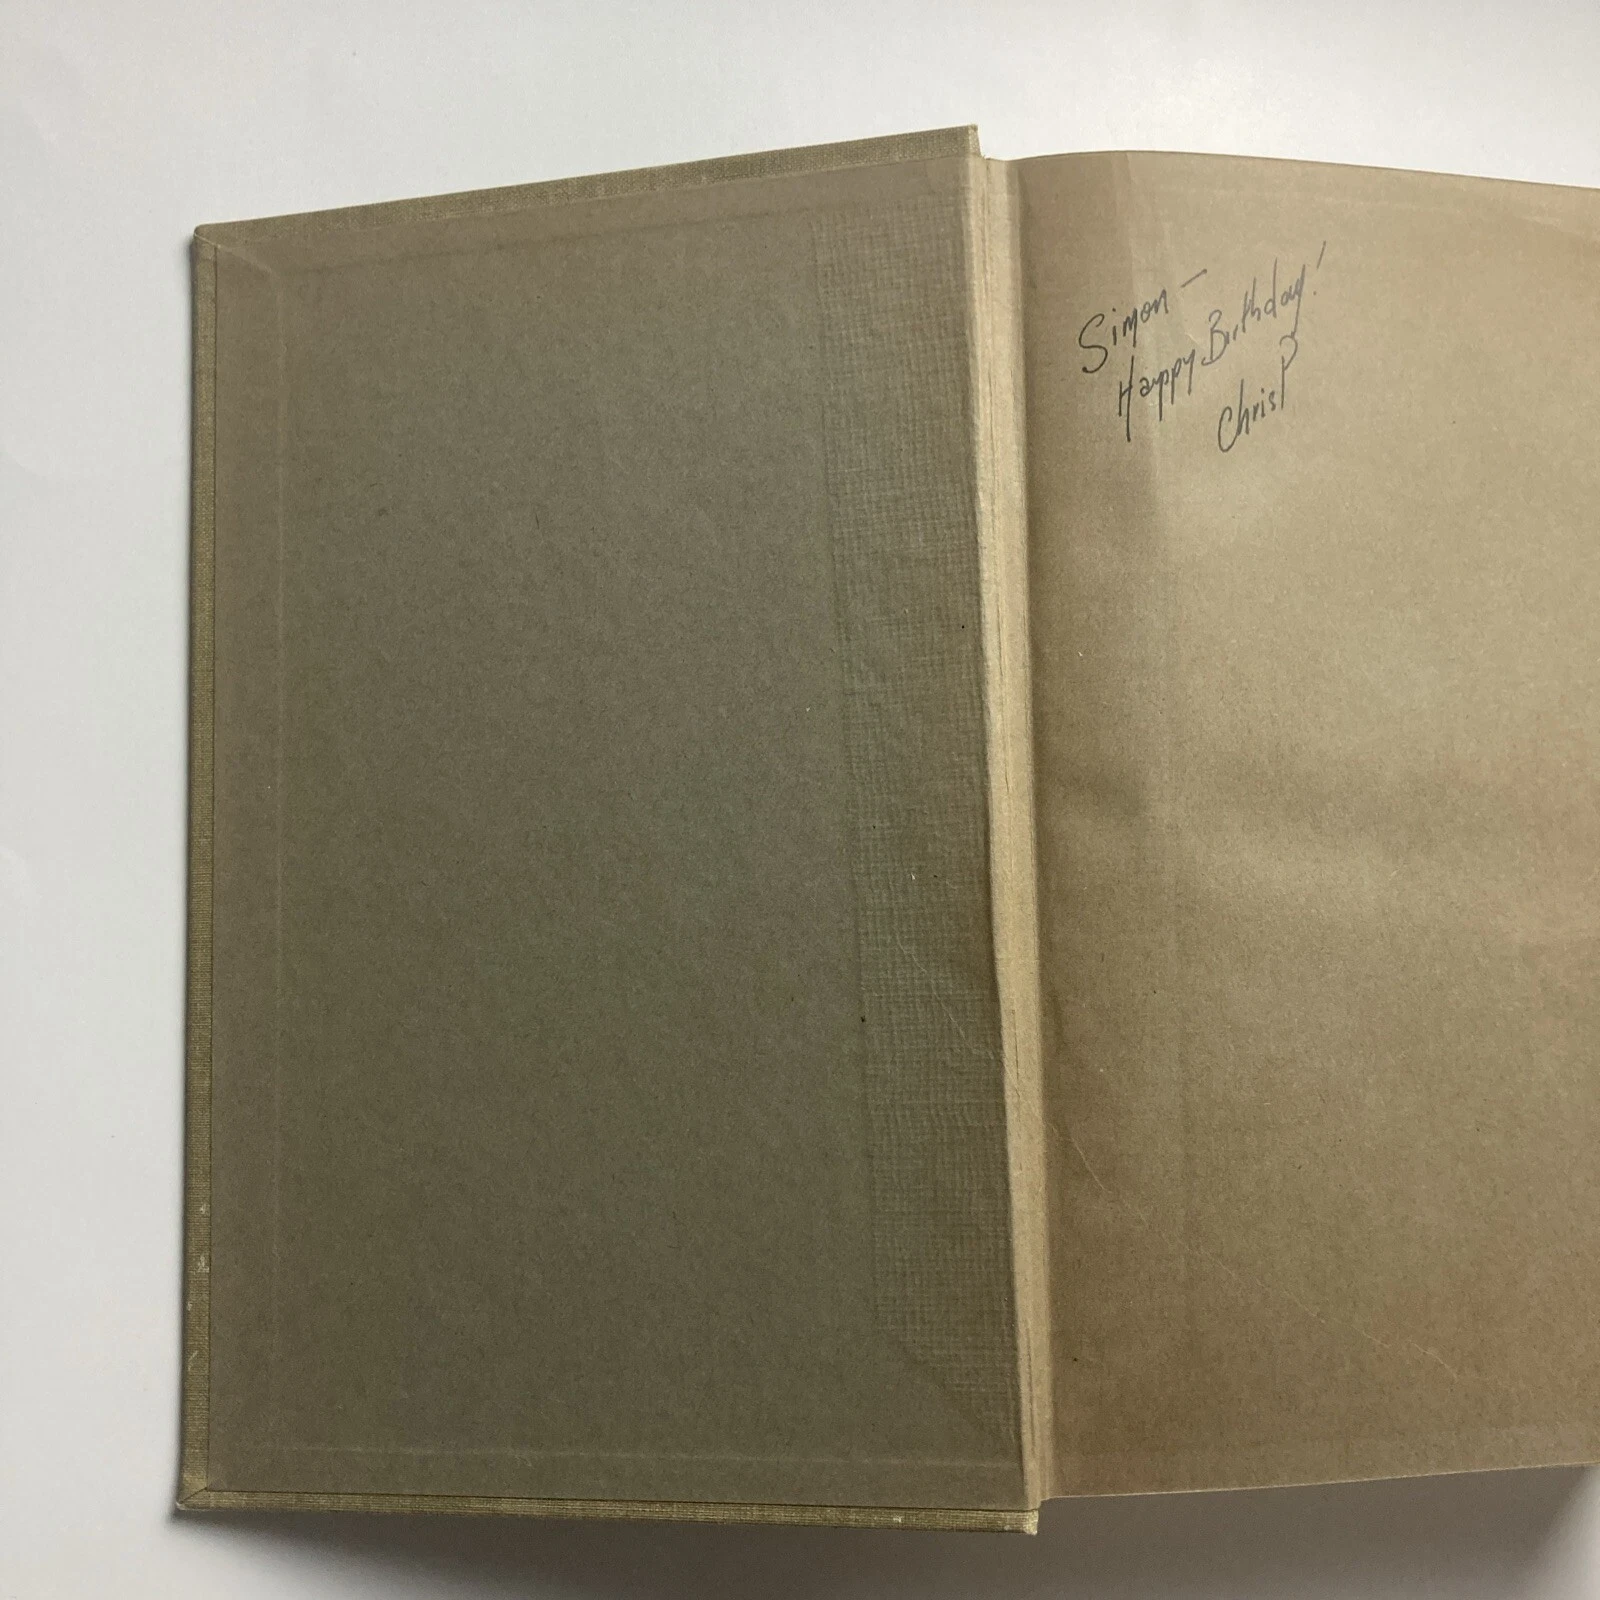 Simon –
Happy Birthday!
Chris P